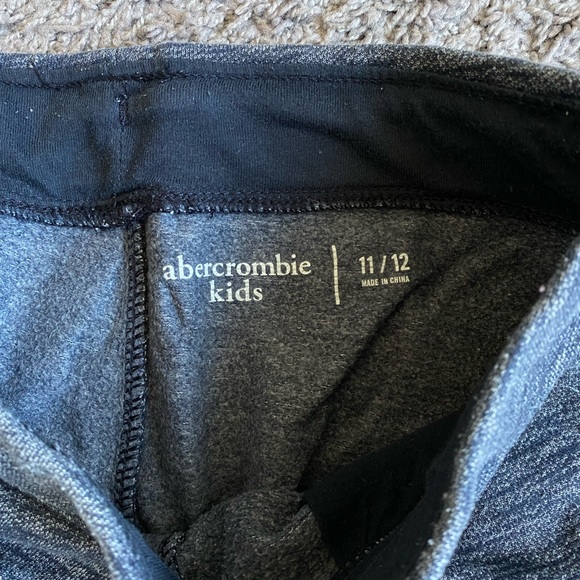 abercrombie
kids
11 / 12
MADE IN CHINA